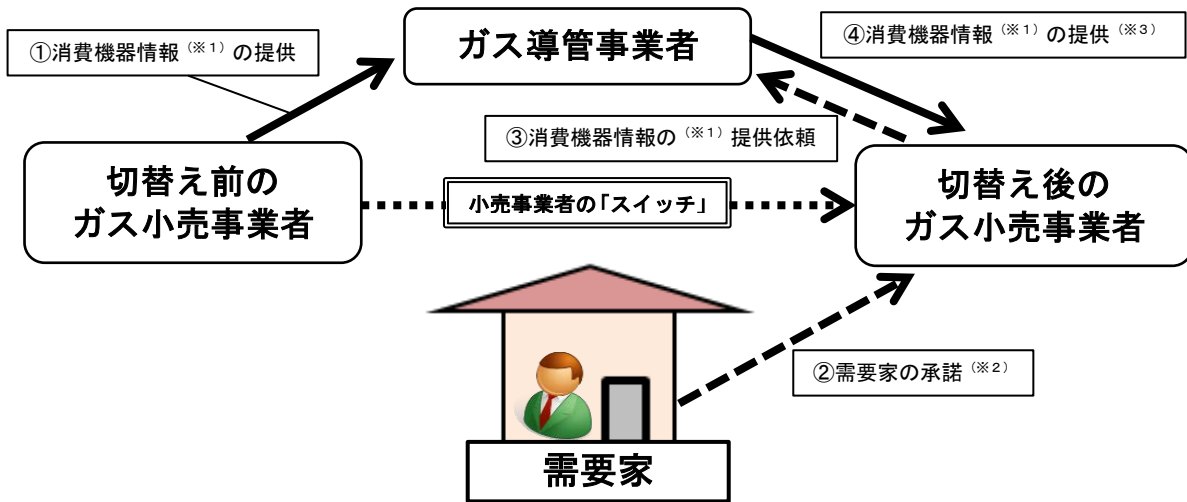 ①消費機器情報(※1)の提供
ガス導管事業者
④消費機器情報(※1)の提供(※3)
③消費機器情報の(※1)提供依頼
切替え前の
ガス小売事業者
小売事業者の「スイッチ」
切替え後の
ガス小売事業者
②需要家の承諾(※2)
需要家